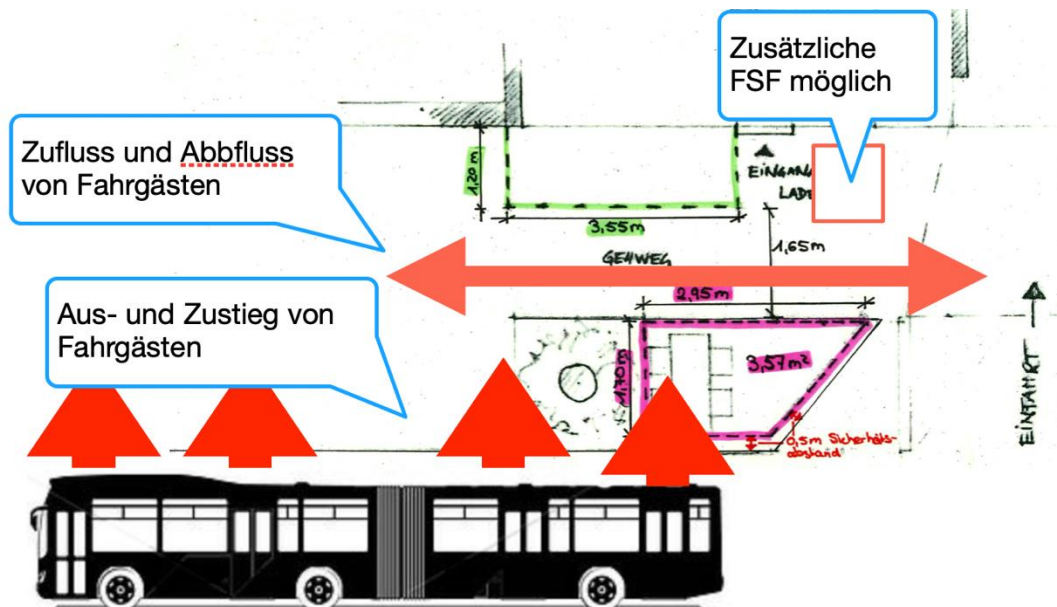 Zusätzliche
FSF möglich
Zufluss und Abbfluss
von Fahrgästen
1,20m
EINGANG
LADE
3,55m
1,65m
GEHWEG
2,95m
Aus- und Zustieg von
Fahrgästen
1,70m
3,57m²
EINFAHRT
0,5m Sicherheits-
abstand